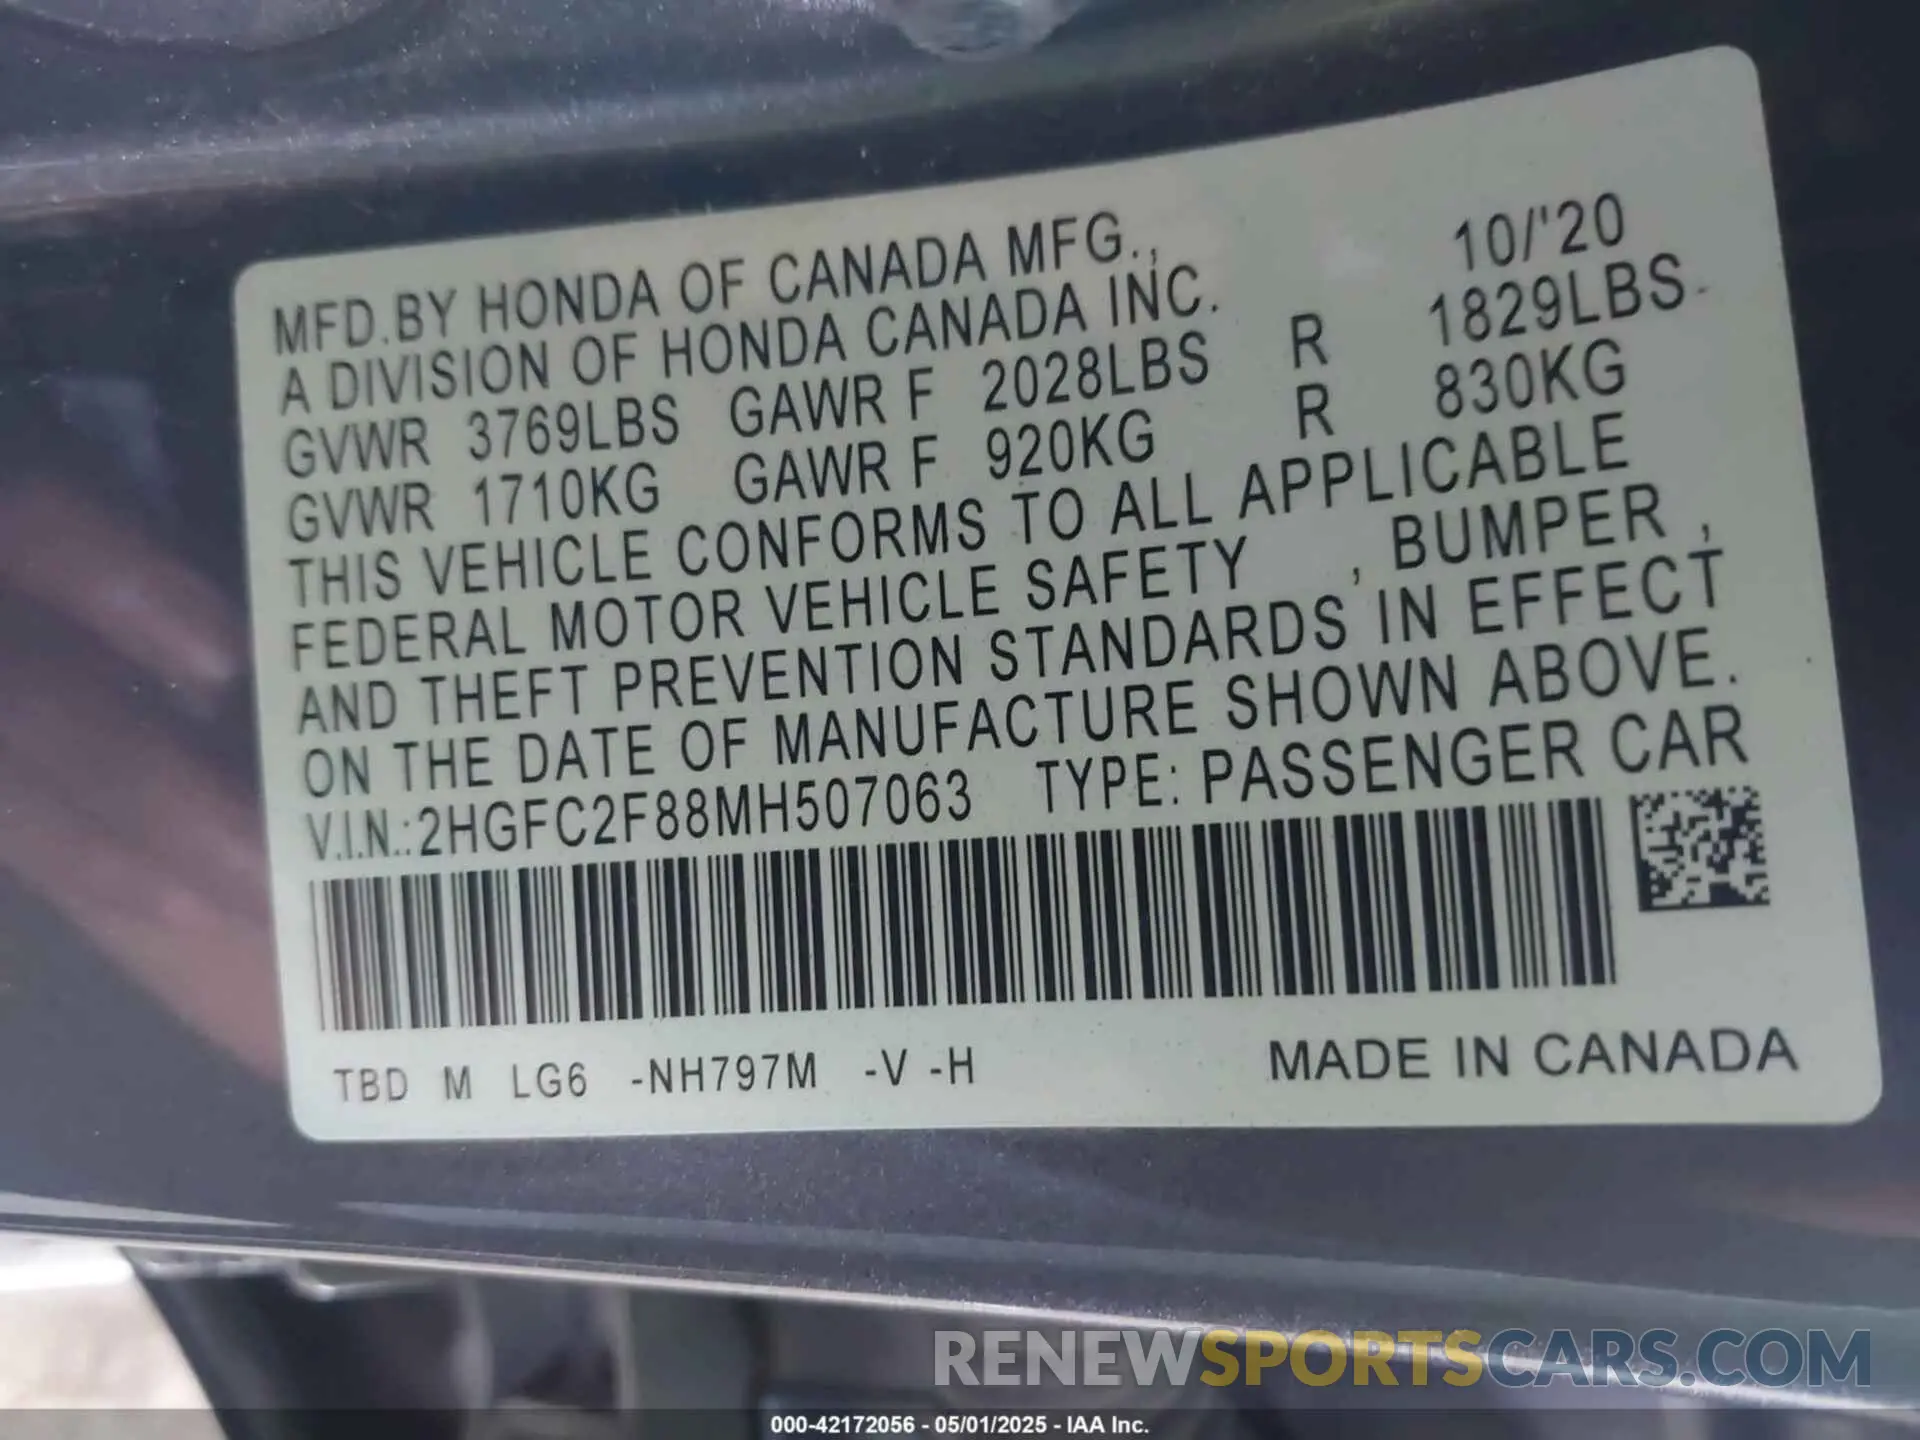 MFD.BY HONDA OF CANADA MFG., 10/'20
A DIVISION OF HONDA CANADA INC.
GVWR 3769LBS GAWR F 2028LBS R 1829LBS
GVWR 1710KG GAWR F 920KG R 830KG
THIS VEHICLE CONFORMS TO ALL APPLICABLE
FEDERAL MOTOR VEHICLE SAFETY , BUMPER ,
AND THEFT PREVENTION STANDARDS IN EFFECT
ON THE DATE OF MANUFACTURE SHOWN ABOVE.
V.I.N.:2HGFC2F88MH507063 TYPE: PASSENGER CAR
TBD M LG6 -NH797M -V -H MADE IN CANADA
RENEWSPORTSCARS.COM
000-42172056 - 05/01/2025 - IAA Inc.